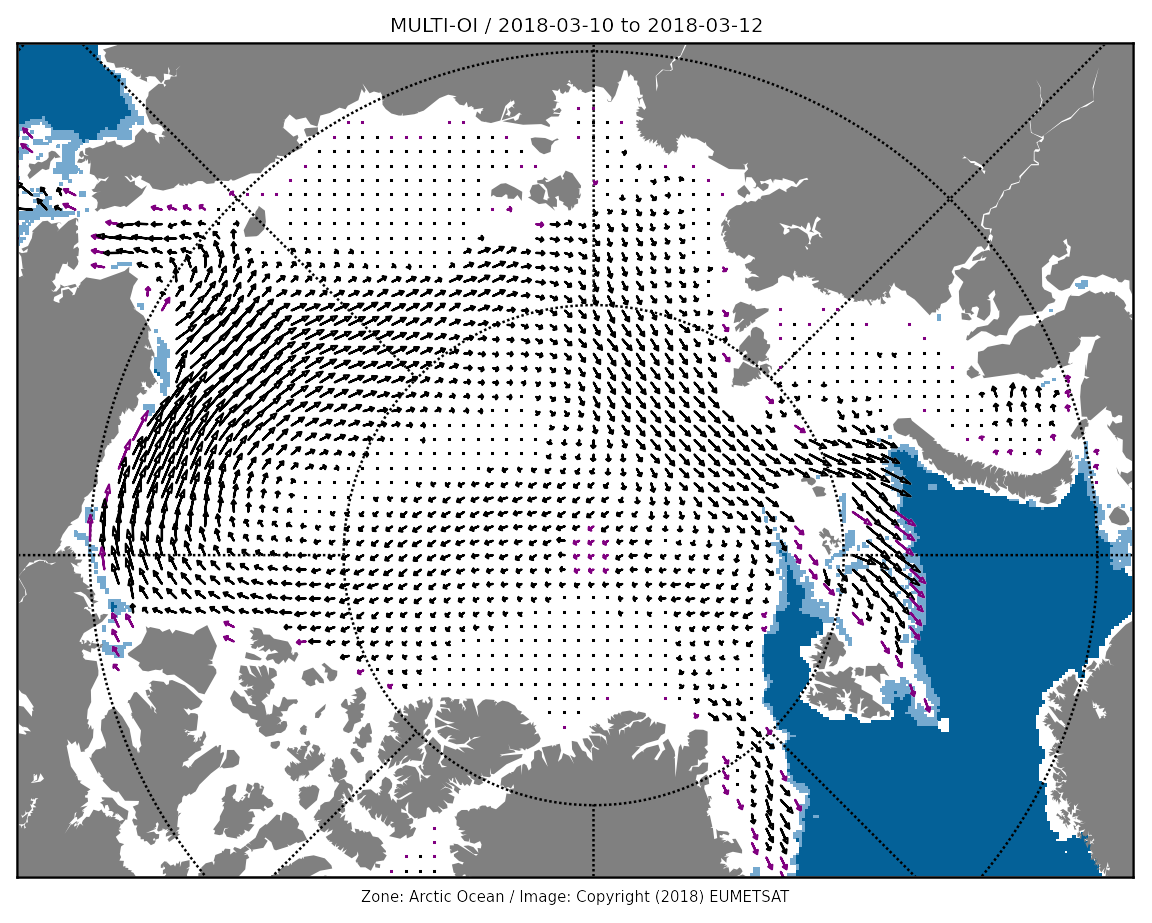 MULTI-OI / 2018-03-10 to 2018-03-12
Zone: Arctic Ocean / Image: Copyright (2018) EUMETSAT